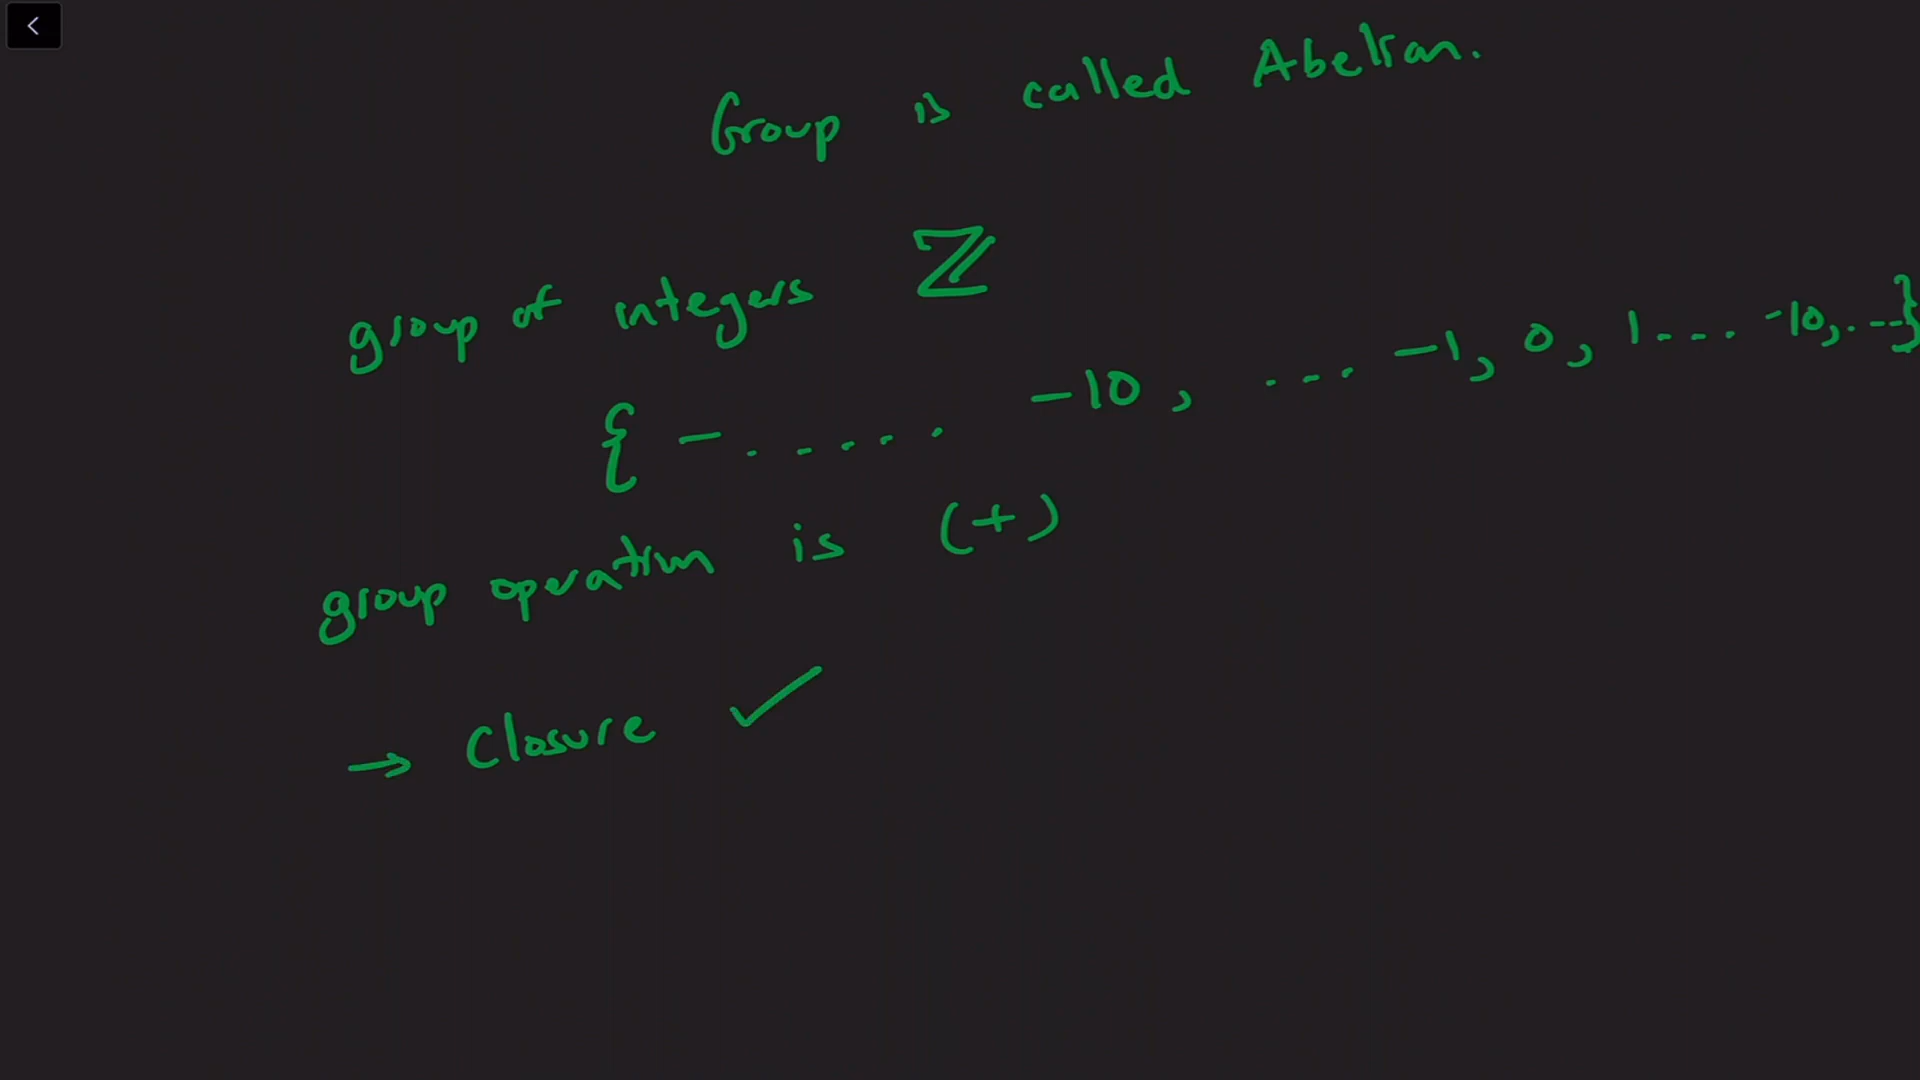 Group is called Abelian.
group of integers ℤ
{ - ..... -10, .... -1, 0, 1.... -10, . --}
group operation is (+)
→ Closure ✓